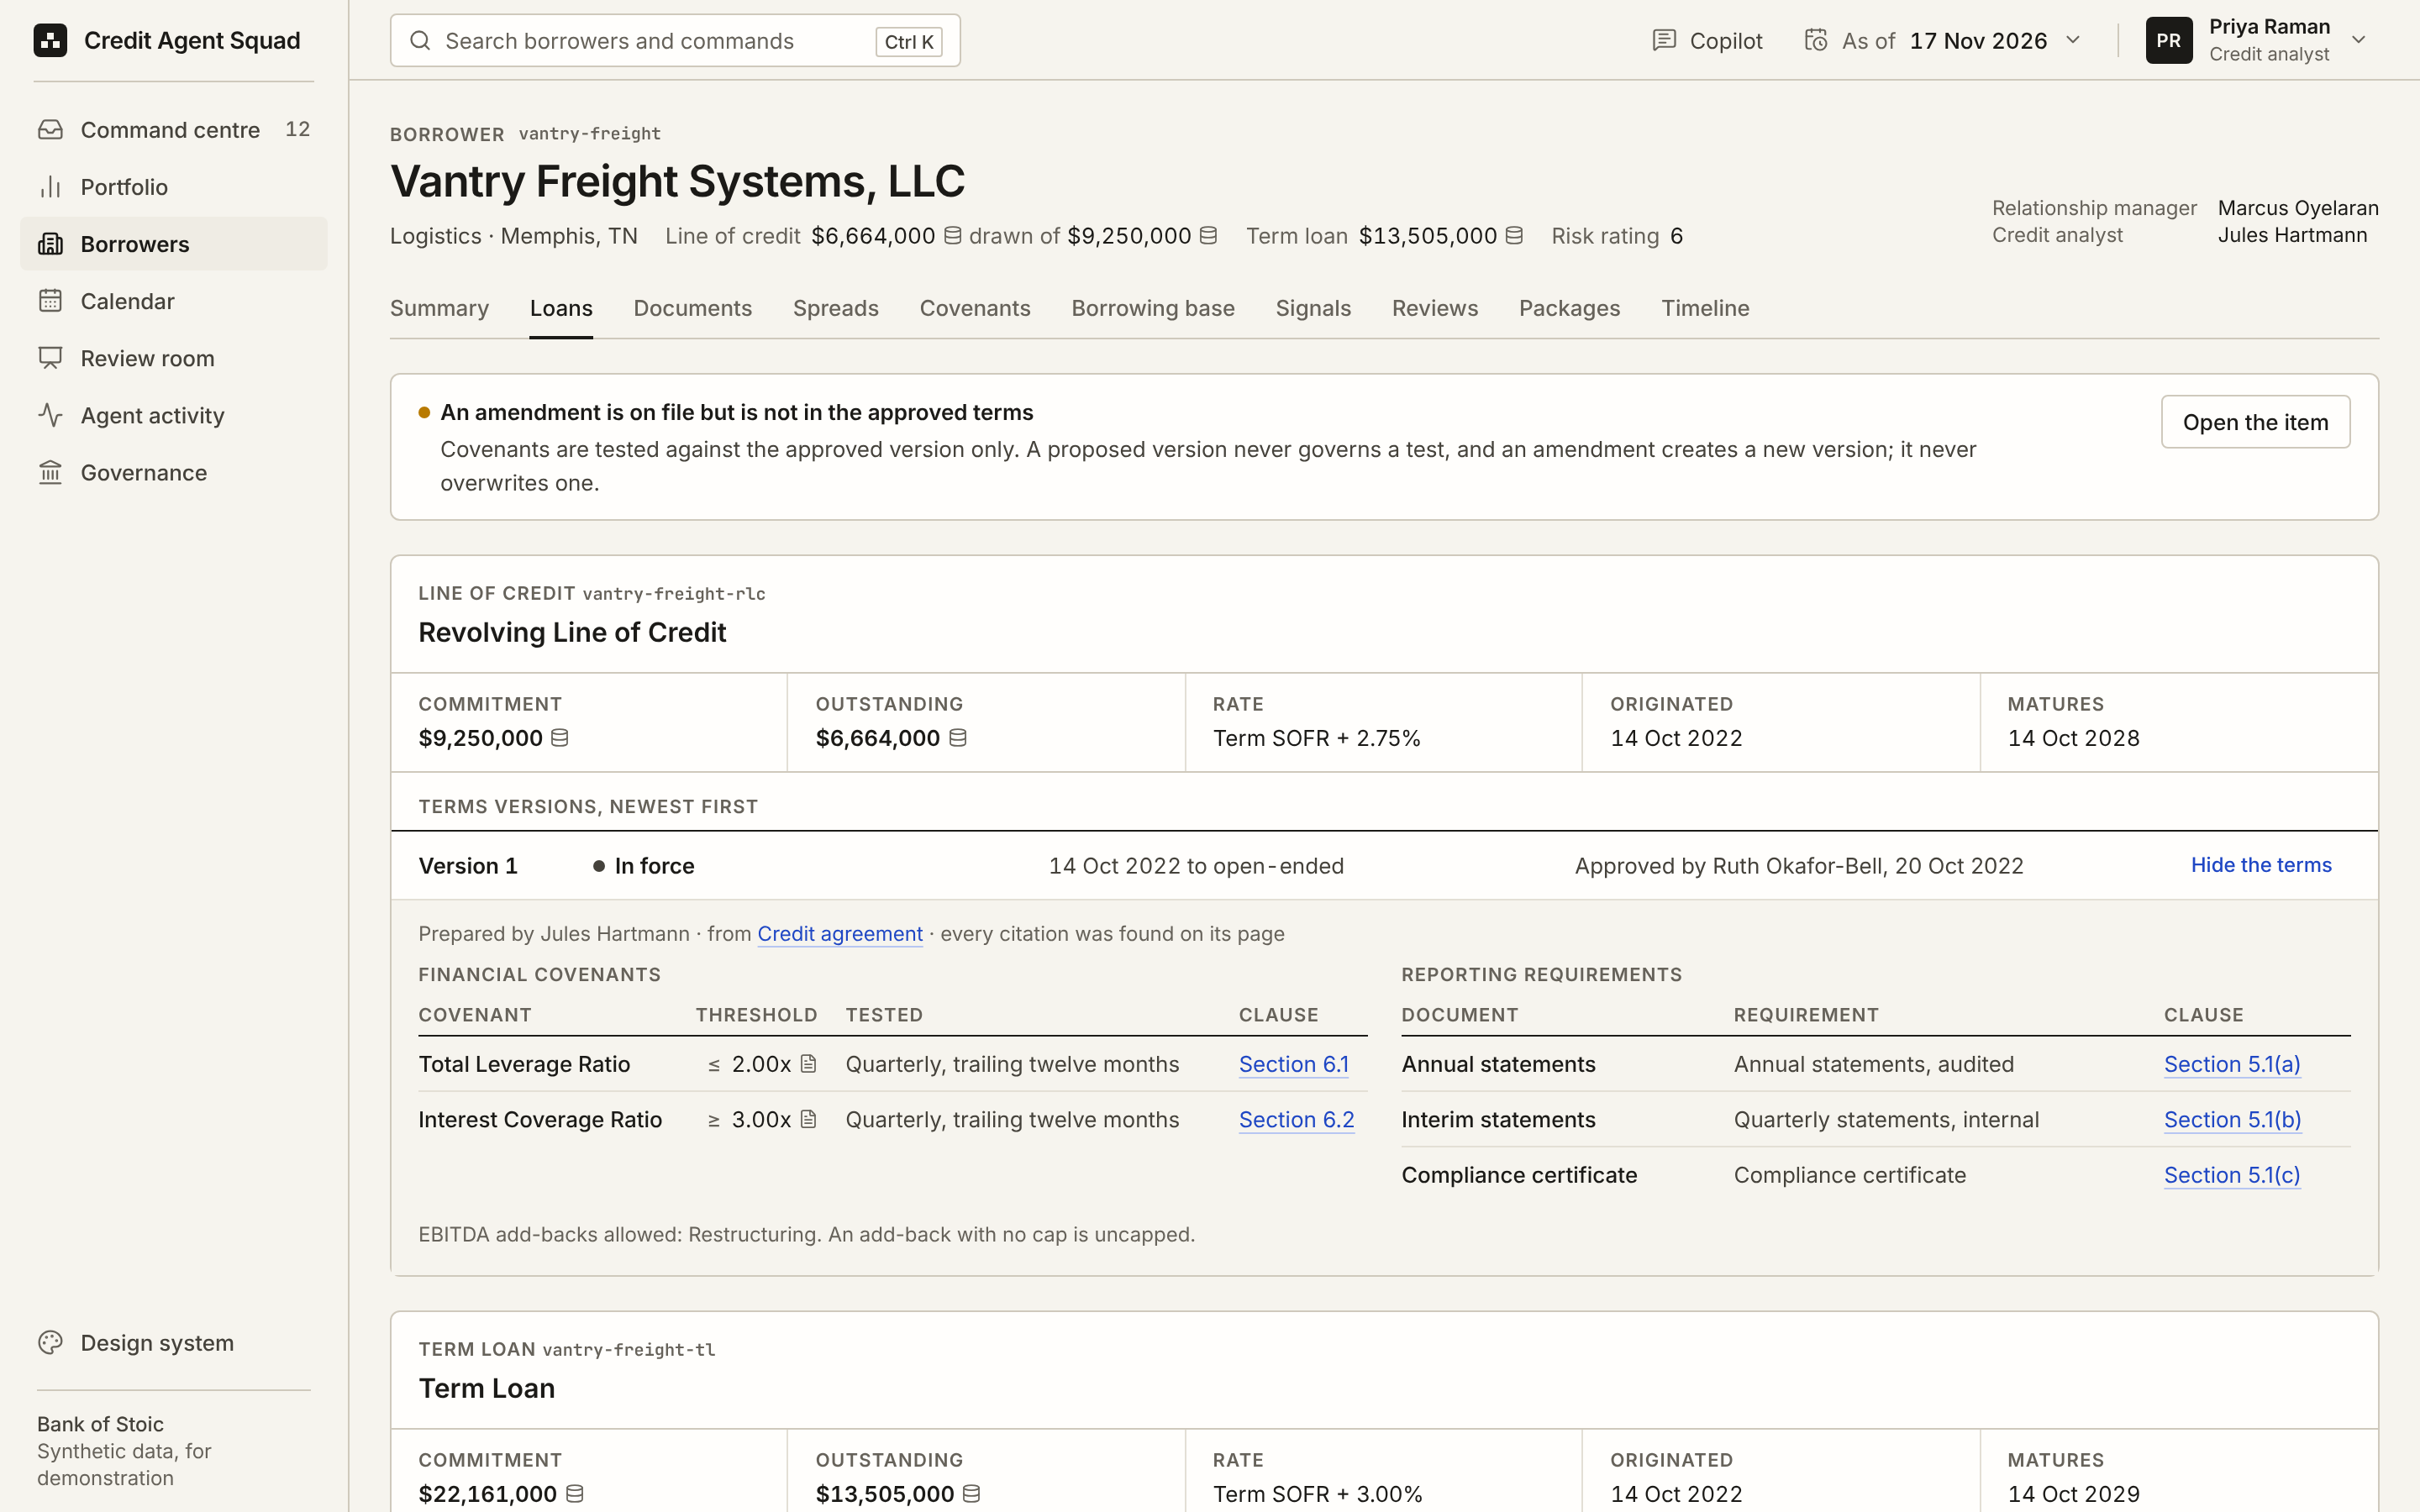 Credit Agent Squad
Search borrowers and commands
Ctrl K
Copilot
As of 17 Nov 2026
PR
Priya Raman
Credit analyst
Command centre 12
Portfolio
Borrowers
Calendar
Review room
Agent activity
Governance
Design system
Bank of Stoic
Synthetic data, for
demonstration
BORROWER vantry-freight
Vantry Freight Systems, LLC
Logistics · Memphis, TN Line of credit $6,664,000 drawn of $9,250,000 Term loan $13,505,000 Risk rating 6
Relationship manager Marcus Oyelaran
Credit analyst Jules Hartmann
Summary Loans Documents Spreads Covenants Borrowing base Signals Reviews Packages Timeline
An amendment is on file but is not in the approved terms
Covenants are tested against the approved version only. A proposed version never governs a test, and an amendment creates a new version; it never
overwrites one.
Open the item
LINE OF CREDIT vantry-freight-rlc
Revolving Line of Credit
COMMITMENT OUTSTANDING RATE ORIGINATED MATURES
$9,250,000 $6,664,000 Term SOFR + 2.75% 14 Oct 2022 14 Oct 2028
TERMS VERSIONS, NEWEST FIRST
Version 1 In force 14 Oct 2022 to open-ended Approved by Ruth Okafor-Bell, 20 Oct 2022 Hide the terms
Prepared by Jules Hartmann · from Credit agreement · every citation was found on its page
FINANCIAL COVENANTS
COVENANT THRESHOLD TESTED CLAUSE
Total Leverage Ratio ≤ 2.00x Quarterly, trailing twelve months Section 6.1
Interest Coverage Ratio ≥ 3.00x Quarterly, trailing twelve months Section 6.2
REPORTING REQUIREMENTS
DOCUMENT REQUIREMENT CLAUSE
Annual statements Annual statements, audited Section 5.1(a)
Interim statements Quarterly statements, internal Section 5.1(b)
Compliance certificate Compliance certificate Section 5.1(c)
EBITDA add-backs allowed: Restructuring. An add-back with no cap is uncapped.
TERM LOAN vantry-freight-tl
Term Loan
COMMITMENT OUTSTANDING RATE ORIGINATED MATURES
$22,161,000 $13,505,000 Term SOFR + 3.00% 14 Oct 2022 14 Oct 2029